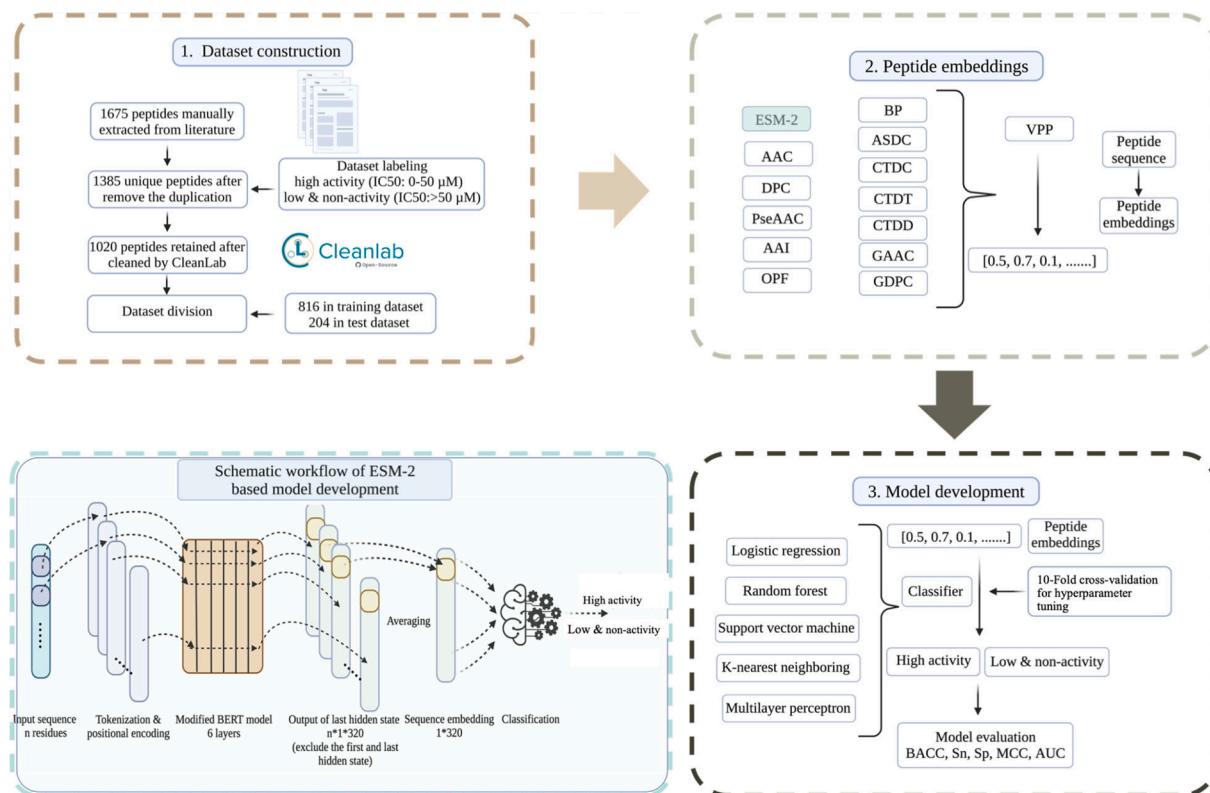 1. Dataset construction
1675 peptides manually
extracted from literature
1385 unique peptides after
remove the duplication
Dataset labeling
high activity (IC50: 0-50 μM)
low & non-activity (IC50:>50 μM)
1020 peptides retained after
cleaned by CleanLab
Cleanlab
Open-Source
Dataset division
816 in training dataset
204 in test dataset
2. Peptide embeddings
ESM-2
AAC
DPC
PseAAC
AAI
OPF
BP
ASDC
CTDC
CTDT
CTDD
GAAC
GDPC
VPP
[0.5, 0.7, 0.1, .......]
Peptide
sequence
Peptide
embeddings
Schematic workflow of ESM-2
based model development
Averaging
High activity
Low & non-activity
Input sequence
n residues
Tokenization &
positional encoding
Modified BERT model
6 layers
Output of last hidden state
n*1*320
(exclude the first and last
hidden state)
Sequence embedding
1*320
Classification
3. Model development
Logistic regression
Random forest
Support vector machine
K-nearest neighboring
Multilayer perceptron
[0.5, 0.7, 0.1, .......]
Peptide
embeddings
Classifier
10-Fold cross-validation
for hyperparameter
tuning
High activity
Low & non-activity
Model evaluation
BACC, Sn, Sp, MCC, AUC